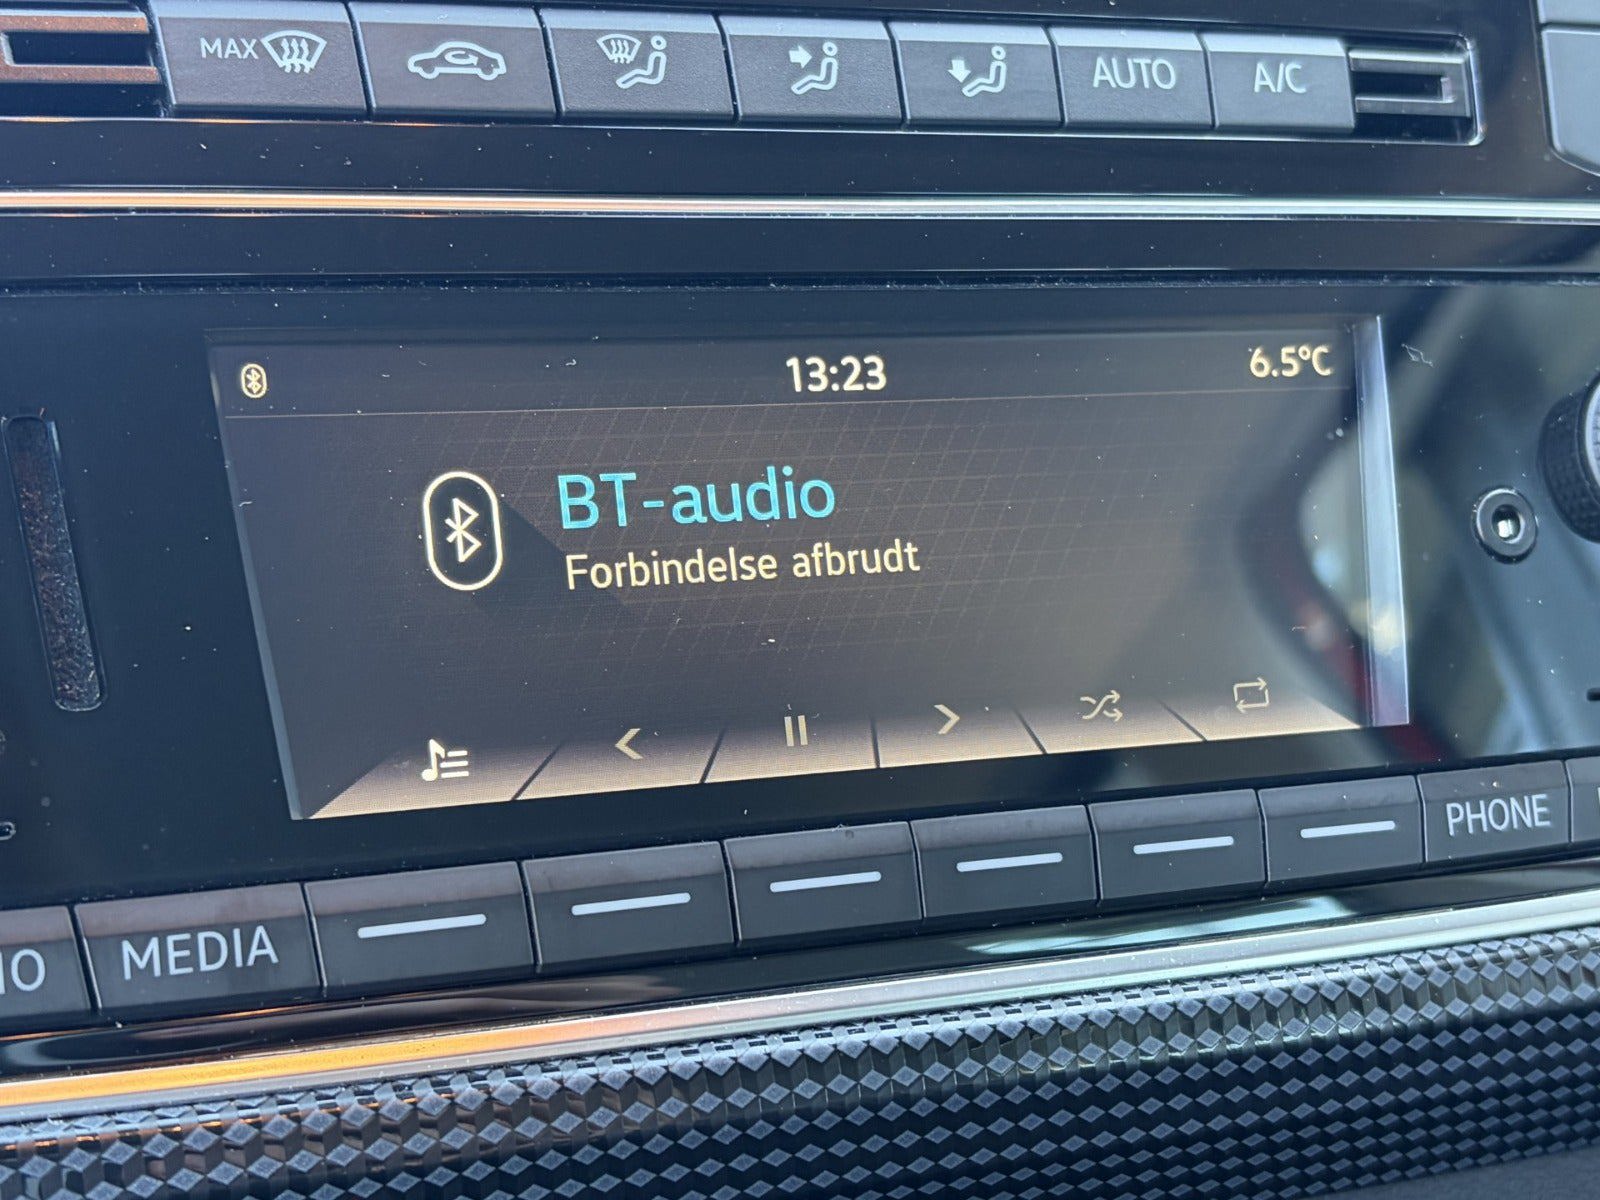 MAX
AUTO
A/C
13:23
6.5°C
BT-audio
Forbindelse afbrudt
PHONE
MEDIA